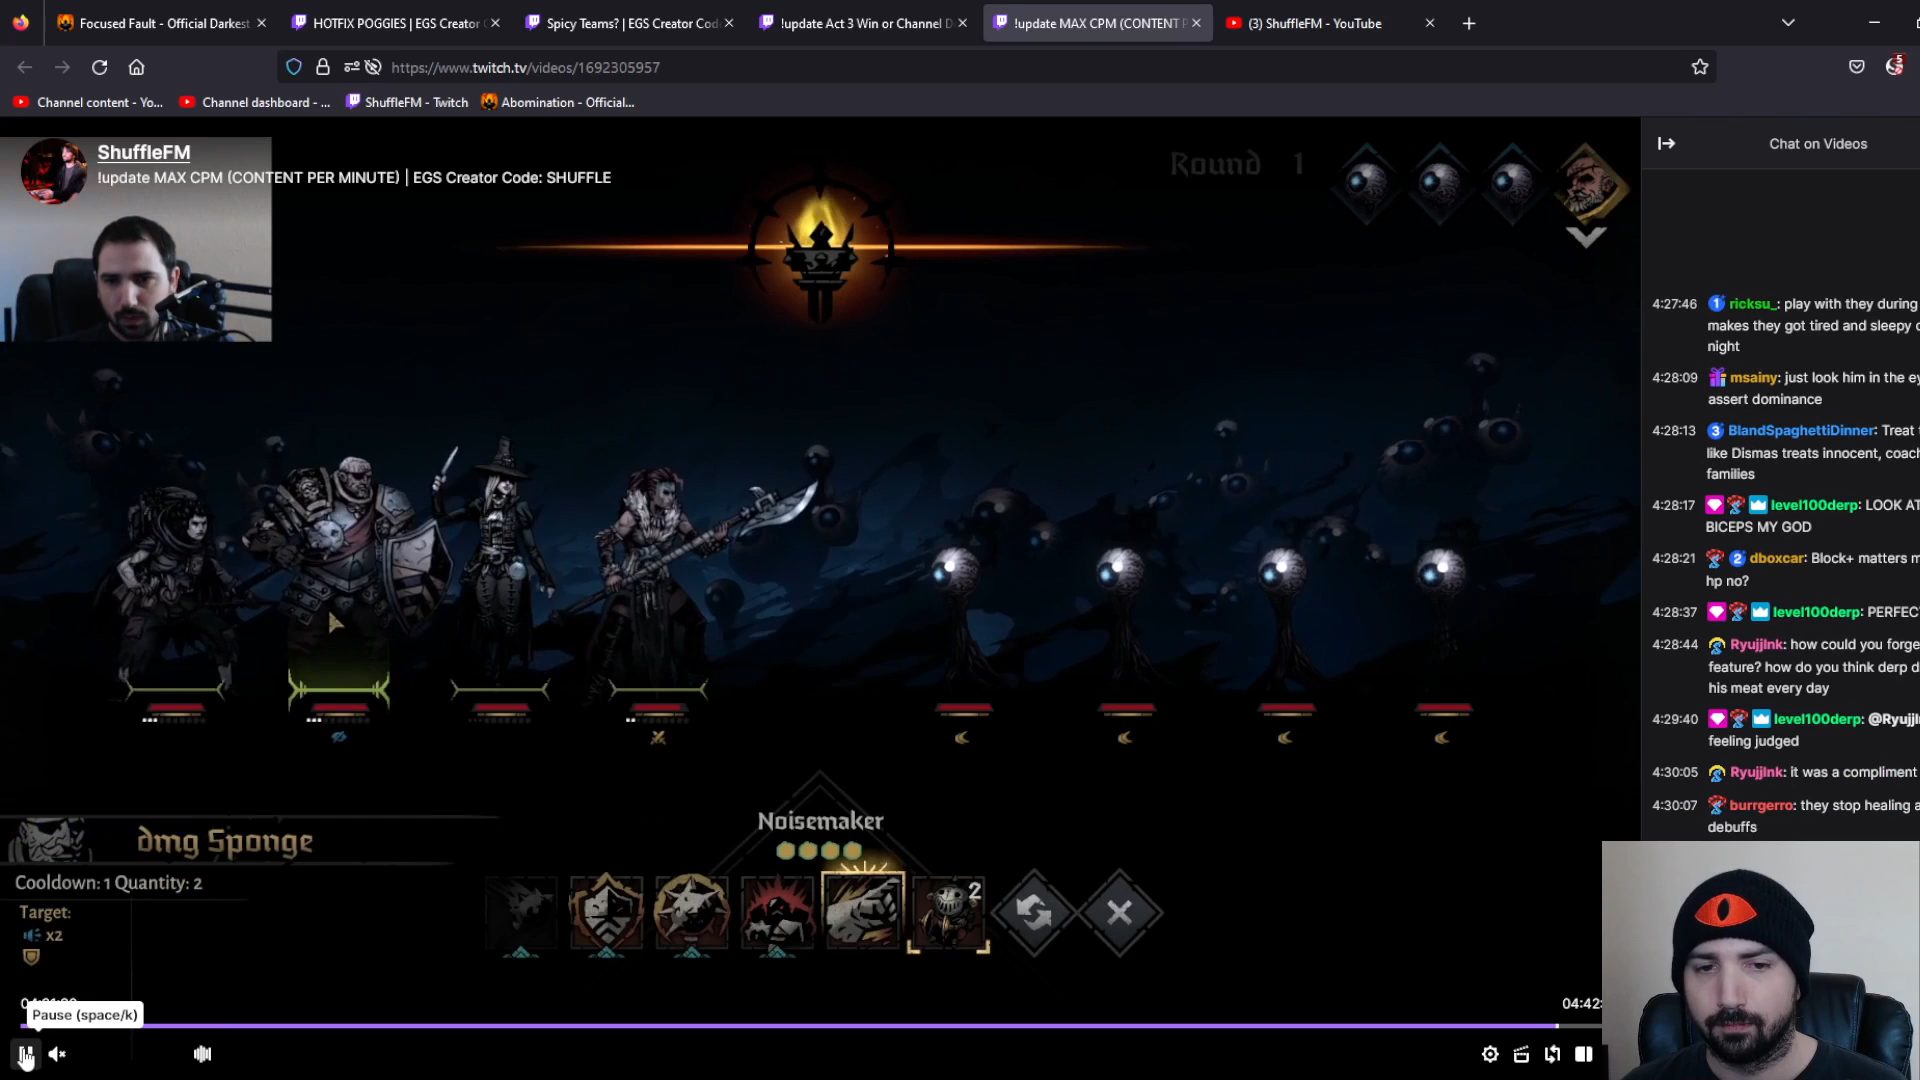 Focused Fault - Official Darkest
HOTFIX POGGIES | EGS Creator
Spicy Teams? | EGS Creator Cod
!update Act 3 Win or Channel D
!update MAX CPM (CONTENT P
(3) ShuffleFM - YouTube
https://www.twitch.tv/videos/1692305957
5
Channel content - Yo...
Channel dashboard - ...
ShuffleFM - Twitch
Abomination - Official...
ShuffleFM
!update MAX CPM (CONTENT PER MINUTE) | EGS Creator Code: SHUFFLE
Round 1
Chat on Videos
4:27:46 1 ricksu_: play with they during
makes they got tired and sleepy
night
4:28:09 msainy: just look him in the
assert dominance
4:28:13 3 BlandSpaghettiDinner: Treat
like Dismas treats innocent,
families
4:28:17 level100derp: LOOK AT
BICEPS MY GOD
4:28:21 2 dboxcar: Block+ matters
hp no?
4:28:37 level100derp:
4:28:44 RyujjInk: how could you
feature? how do you think derp
his meat every day
4:29:40 level100derp:
feeling judged
4:30:05 RyujjInk: it was a compliment
4:30:07 burrgerro: they stop healing
debuffs
Noisemaker
dmg Sponge
Cooldown: 1 Quantity: 2
Target:
x2
2
Pause (space/k)
04:42: